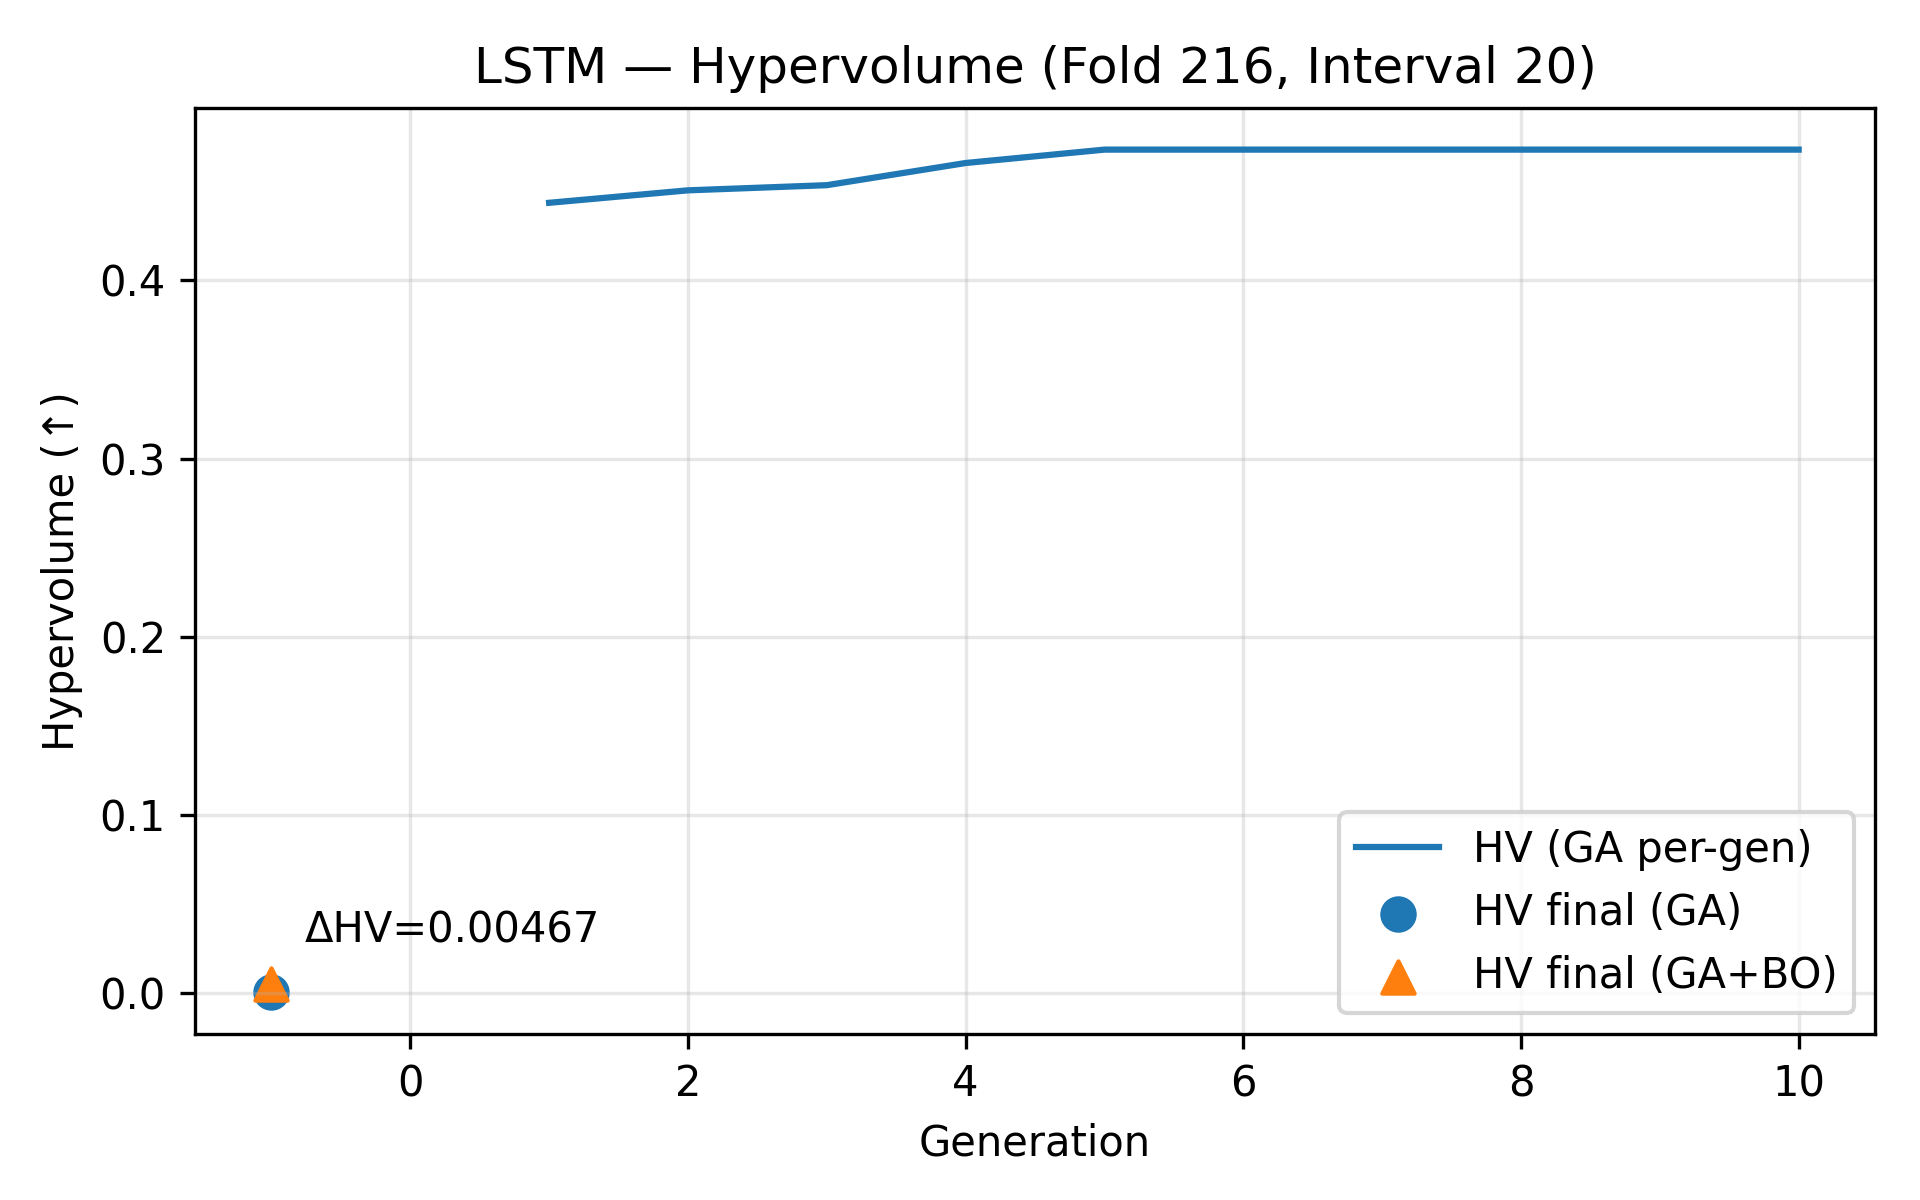 LSTM — Hypervolume (Fold 216, Interval 20)
Hypervolume (↑)
0.4
0.3
0.2
0.1
0.0
ΔHV=0.00467
HV (GA per-gen)
HV final (GA)
HV final (GA+BO)
0 2 4 6 8 10
Generation